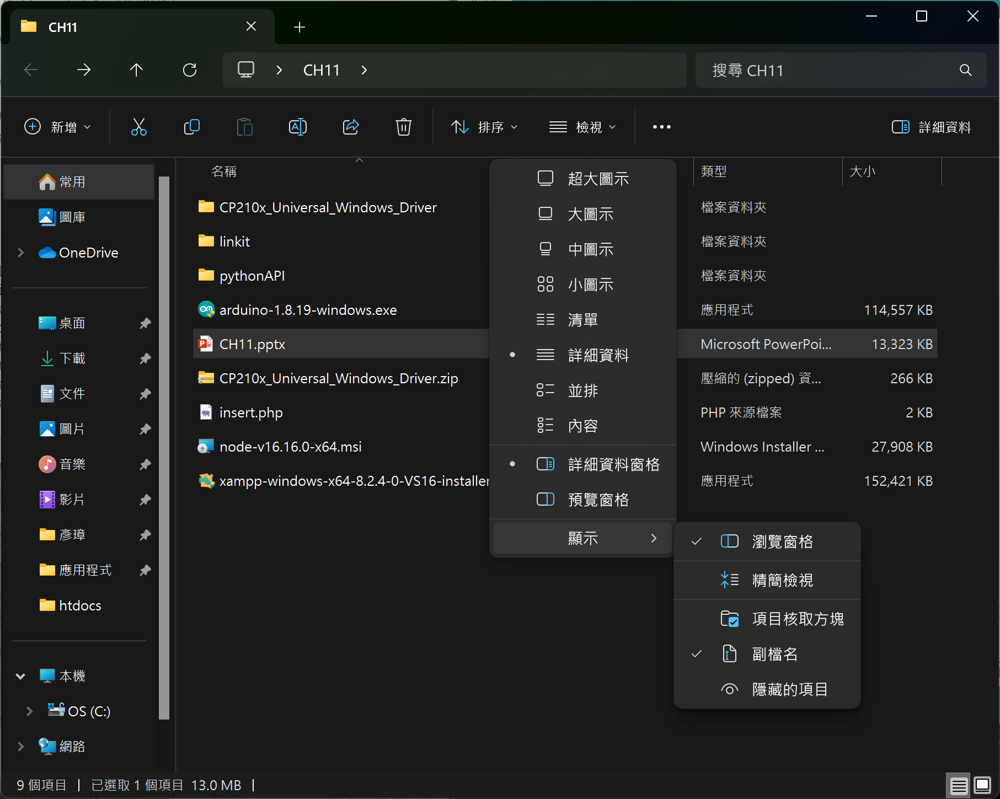 CH11
CH11
搜尋 CH11
新增
排序
檢視
詳細資料
常用
圖庫
OneDrive
桌面
下載
文件
圖片
音樂
影片
彥璋
應用程式
htdocs
本機
OS (C:)
網路
名稱
類型
大小
CP210x_Universal_Windows_Driver
檔案資料夾
linkit
檔案資料夾
pythonAPI
檔案資料夾
arduino-1.8.19-windows.exe
應用程式
114,557 KB
CH11.pptx
Microsoft PowerPoi...
13,323 KB
CP210x_Universal_Windows_Driver.zip
壓縮的 (zipped) 資...
266 KB
insert.php
PHP 來源檔案
2 KB
node-v16.16.0-x64.msi
Windows Installer ...
27,908 KB
xampp-windows-x64-8.2.4-0-VS16-installer
應用程式
152,421 KB
超大圖示
大圖示
中圖示
小圖示
清單
詳細資料
並排
內容
詳細資料窗格
預覽窗格
顯示
瀏覽窗格
精簡檢視
項目核取方塊
副檔名
隱藏的項目
9 個項目
已選取 1 個項目 13.0 MB